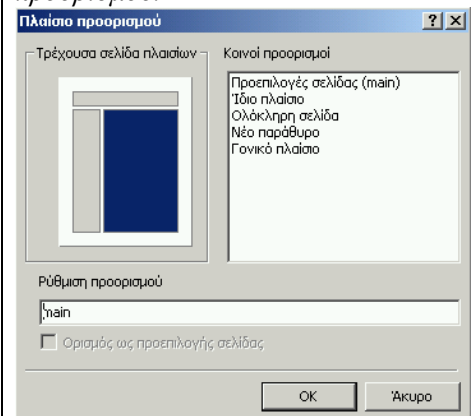 Πλαίσιο προορισμού
Τρέχουσα σελίδα πλαισίων
Κοινοί προορισμοί
Προεπιλογές σελίδας (main)
Ίδιο πλαίσιο
Ολόκληρη σελίδα
Νέο παράθυρο
Γονικό πλαίσιο
Ρύθμιση προορισμού
main
Ορισμός ως προεπιλογής σελίδας
OK
Άκυρο